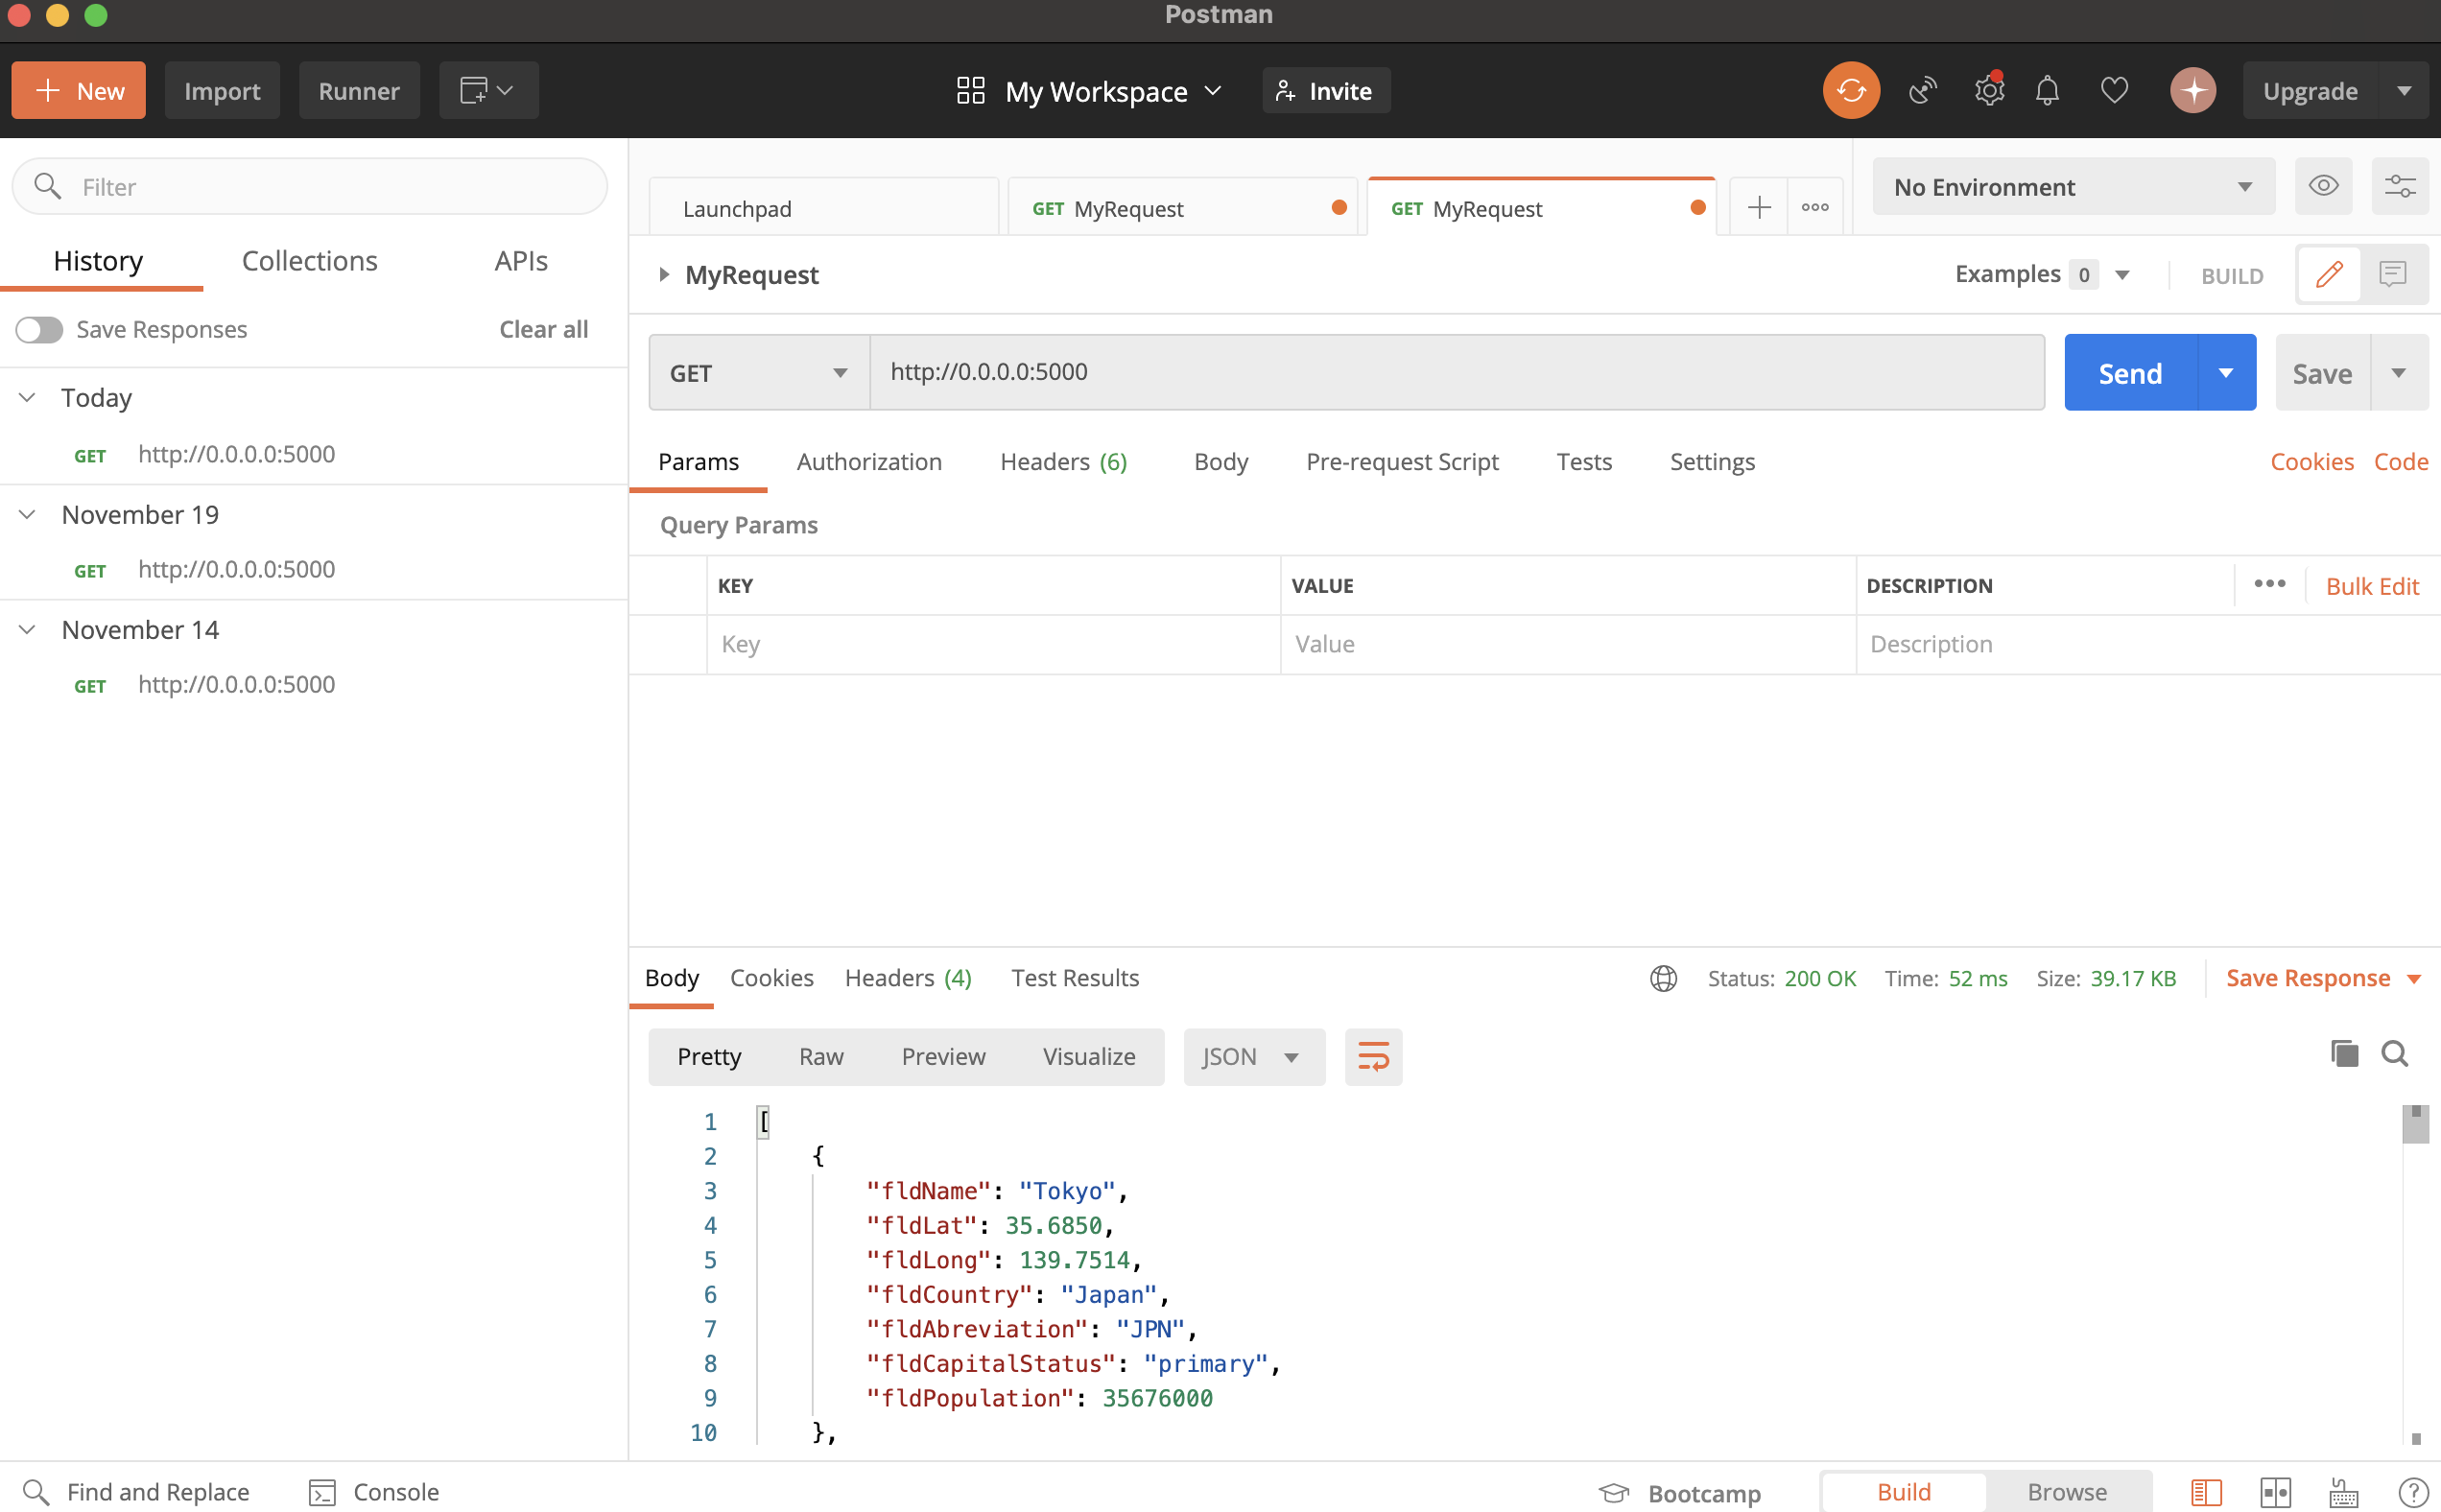 Postman
New Import Runner My Workspace Invite Upgrade
Filter
History Collections APIs
Save Responses Clear all
Today
GET http://0.0.0.0:5000
November 19
GET http://0.0.0.0:5000
November 14
GET http://0.0.0.0:5000
Launchpad GET MyRequest GET MyRequest No Environment
MyRequest Examples 0 BUILD
GET http://0.0.0.0:5000 Send Save
Params Authorization Headers (6) Body Pre-request Script Tests Settings Cookies Code
Query Params
KEY VALUE DESCRIPTION Bulk Edit
Key Value Description
Body Cookies Headers (4) Test Results Status: 200 OK Time: 52 ms Size: 39.17 KB Save Response
Pretty Raw Preview Visualize JSON
1 [
2 {
3 "fldName": "Tokyo",
4 "fldLat": 35.6850,
5 "fldLong": 139.7514,
6 "fldCountry": "Japan",
7 "fldAbreviation": "JPN",
8 "fldCapitalStatus": "primary",
9 "fldPopulation": 35676000
10 },
Find and Replace Console Bootcamp Build Browse